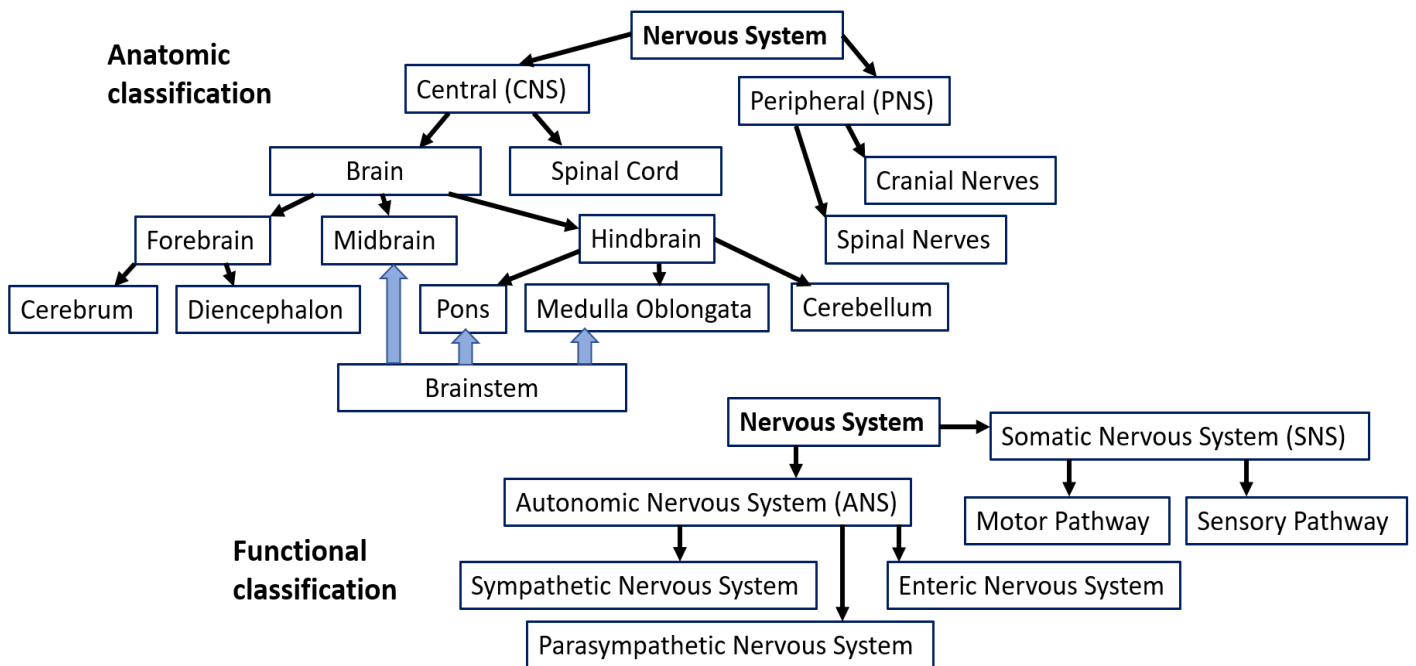 Anatomic
classification
Nervous System
Central (CNS)
Peripheral (PNS)
Brain
Spinal Cord
Cranial Nerves
Forebrain
Midbrain
Hindbrain
Spinal Nerves
Cerebrum
Diencephalon
Pons
Medulla Oblongata
Cerebellum
Brainstem
Nervous System
Somatic Nervous System (SNS)
Autonomic Nervous System (ANS)
Motor Pathway
Sensory Pathway
Functional
classification
Sympathetic Nervous System
Enteric Nervous System
Parasympathetic Nervous System